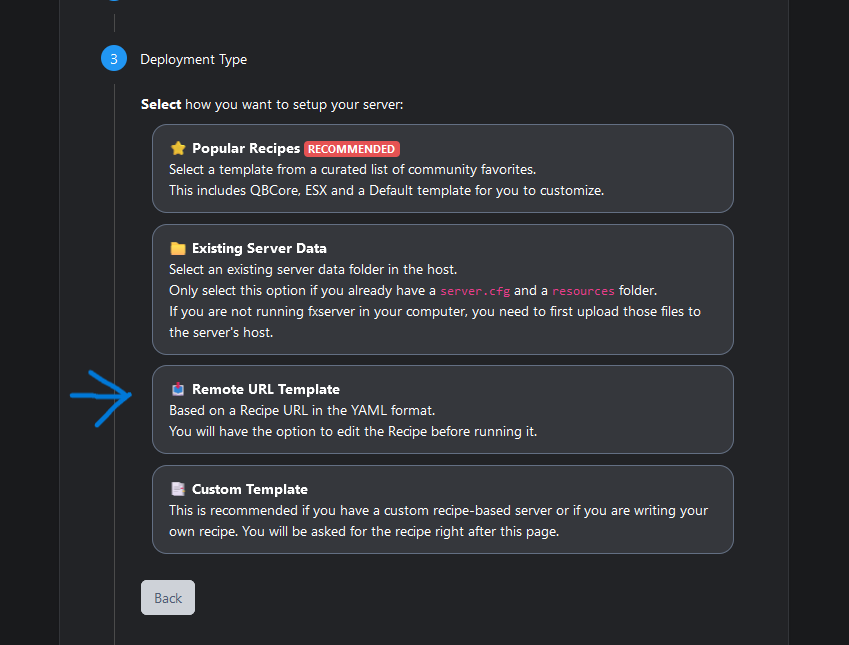 3 Deployment Type
Select how you want to setup your server:
Popular Recipes RECOMMENDED
Select a template from a curated list of community favorites.
This includes QBCore, ESX and a Default template for you to customize.
Existing Server Data
Select an existing server data folder in the host.
Only select this option if you already have a server.cfg and a resources folder.
If you are not running fxserver in your computer, you need to first upload those files to
the server's host.
Remote URL Template
Based on a Recipe URL in the YAML format.
You will have the option to edit the Recipe before running it.
Custom Template
This is recommended if you have a custom recipe-based server or if you are writing your
own recipe. You will be asked for the recipe right after this page.
Back